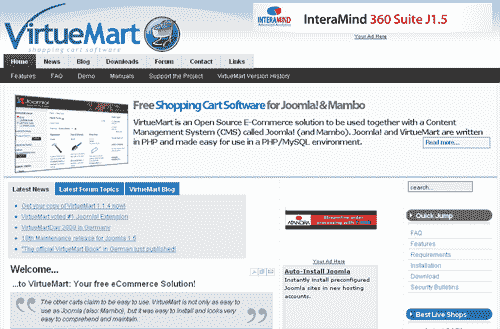 VirtueMart
shopping cart software
INTERAMIND
InteraMind 360 Suite J1.5
Your Ad Here
Home News Blog Downloads Forum Contact Links
Features FAQ Demo Manuals Support the Project VirtueMart Version History
Joomla!
Free Shopping Cart Software for Joomla! & Mambo
VirtueMart is an Open Source E-Commerce solution to be used together with a Content
Management System (CMS) called Joomla! (and Mambo). Joomla! and VirtueMart are written
in PHP and made easy for use in a PHP/MySQL environment.
Read more...
Latest News Latest Forum Topics VirtueMart Blog
Get your copy of VirtueMart 1.1.4 now!
VirtueMart voted #1 Joomla! Extension
VirtueMartDay 2009 in Germany
10th Maintenance release for Joomla 1.5
"The official VirtueMart Book" in German just published!
search...
Quick Jump
FAQ
Features
Requirements
Installation
Download
Security Bulletins
Best Live Shops
Your Ad Here
Auto-Install Joomla
Instantly install preconfigured
Joomla sites in new hosting
accounts.
Welcome...
...to VirtueMart: Your free eCommerce Solution!
The other carts claim to be easy to use. VirtueMart is not only as easy to
use as Joomla (also Mambo), but it was easy to install and looks very
easy to comprehend and maintain.